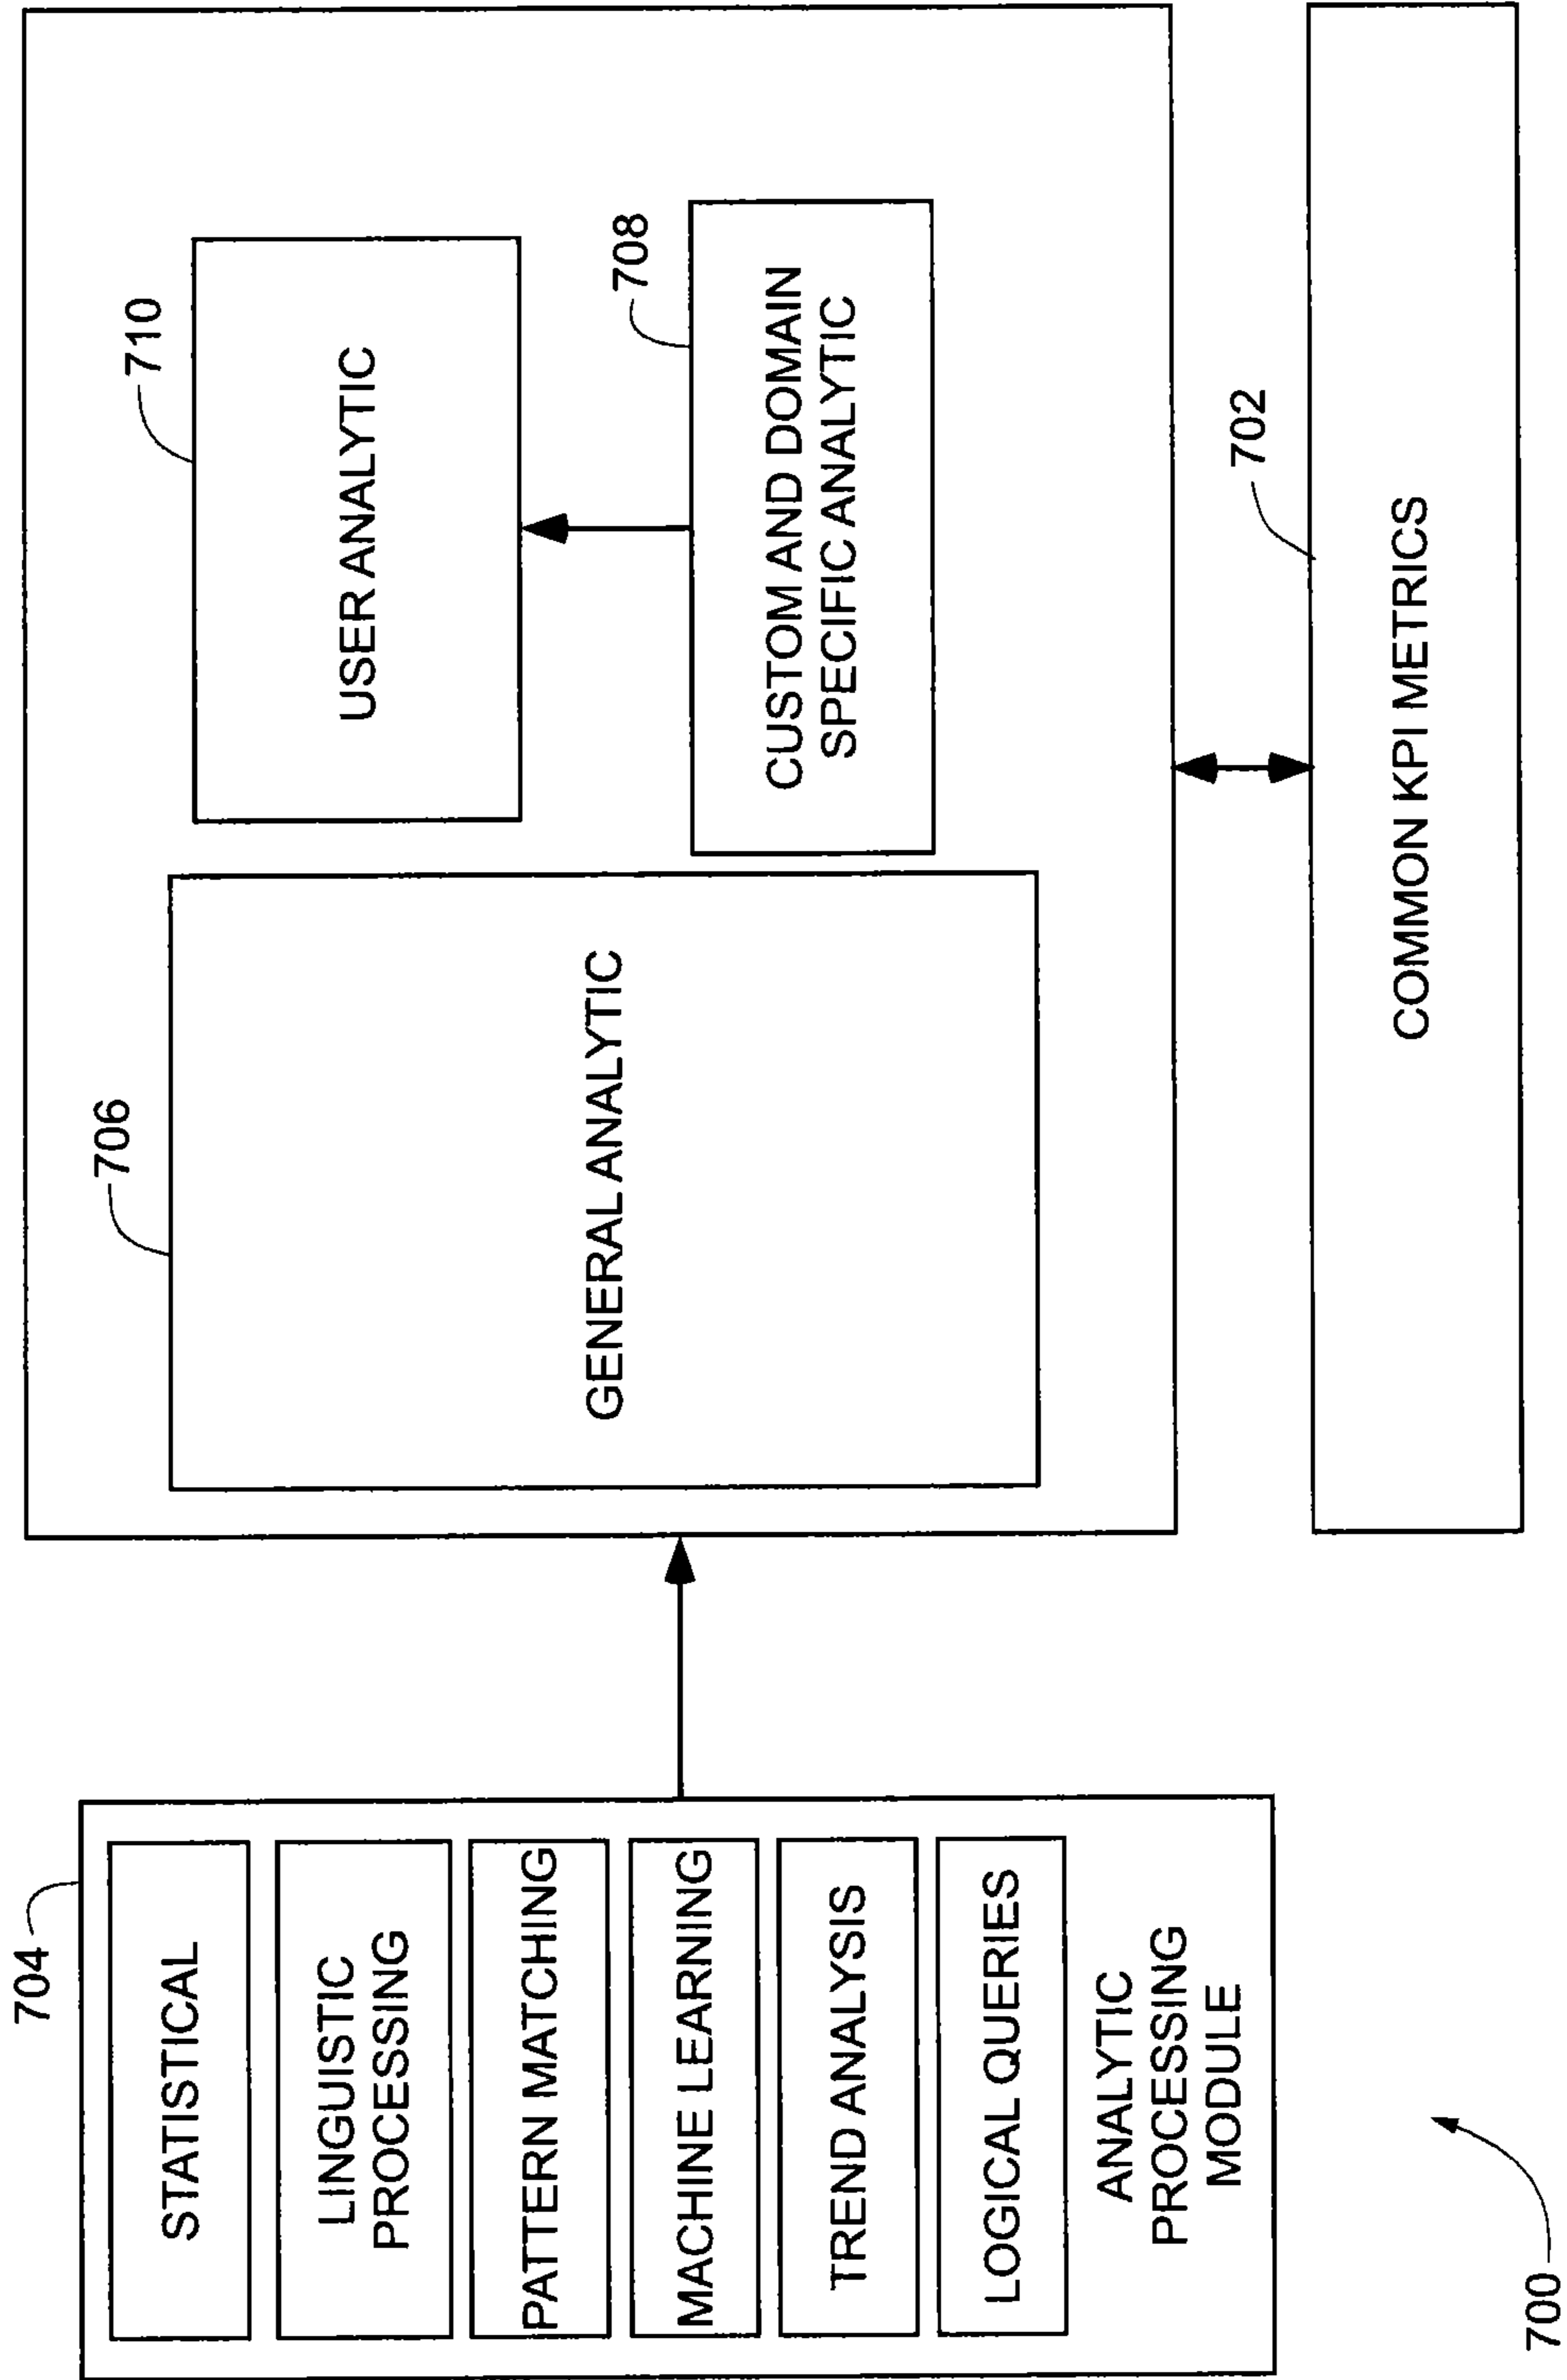 704
STATISTICAL
LINGUISTIC
PROCESSING
PATTERN MATCHING
MACHINE LEARNING
TREND ANALYSIS
LOGICAL QUERIES
ANALYTIC
PROCESSING
MODULE
706
GENERAL ANALYTIC
710
USER ANALYTIC
708
CUSTOM AND DOMAIN
SPECIFIC ANALYTIC
702
COMMON KPI METRICS
700